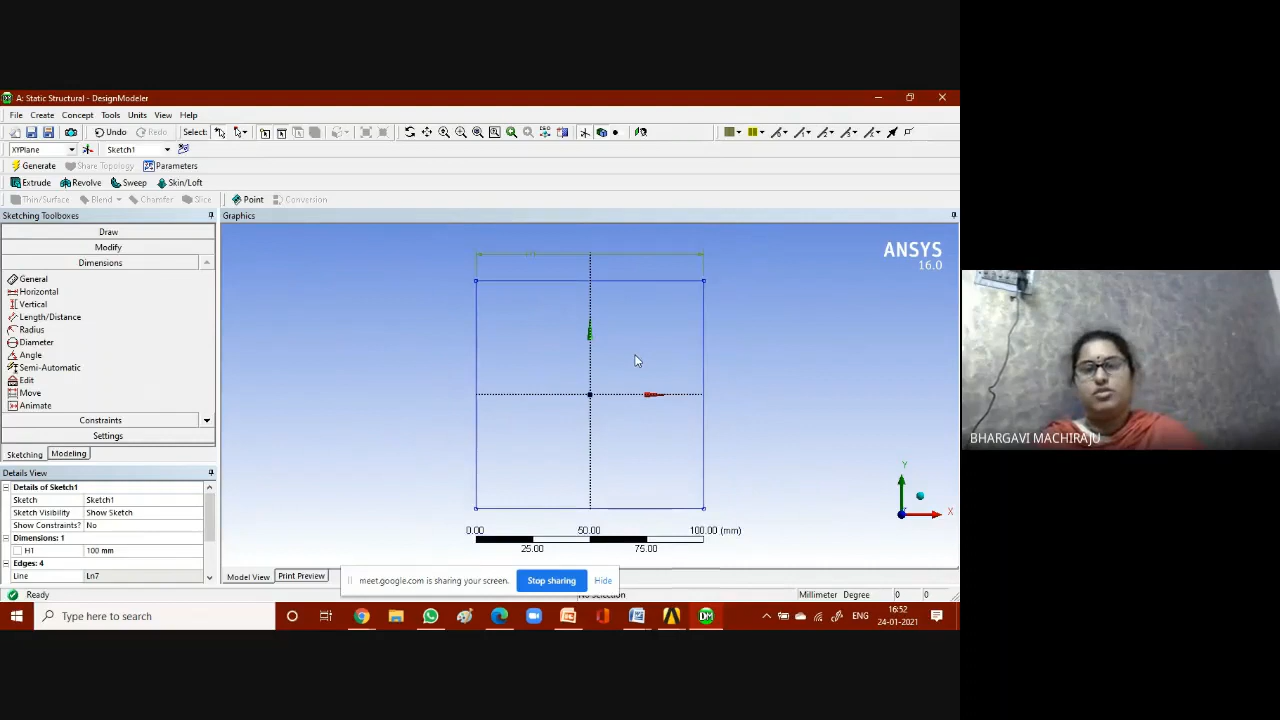 A: Static Structural - DesignModeler
File Create Concept Tools Units View Help
Undo Redo Select:
XYPlane Sketch1
Generate Share Topology Parameters
Extrude Revolve Sweep Skin/Loft
Thin/Surface Blend Chamfer Slice Point Conversion
Sketching Toolboxes
Draw
Modify
Dimensions
General
Horizontal
Vertical
Length/Distance
Radius
Diameter
Angle
Semi-Automatic
Edit
Move
Animate
Constraints
Settings
Sketching Modeling
Details View
Details of Sketch1
Sketch Sketch1
Sketch Visibility Show Sketch
Show Constraints? No
Dimensions: 1
H1 100 mm
Edges: 4
Line Ln7
Graphics
ANSYS
16.0
Y
X
0.00 50.00 100.00 (mm)
25.00 75.00
Model View Print Preview
meet.google.com is sharing your screen. Stop sharing Hide
Ready No Selection Millimeter Degree 0 0
Type here to search
ENG
16:52
24-01-2021
BHARGAVI MACHIRAJU